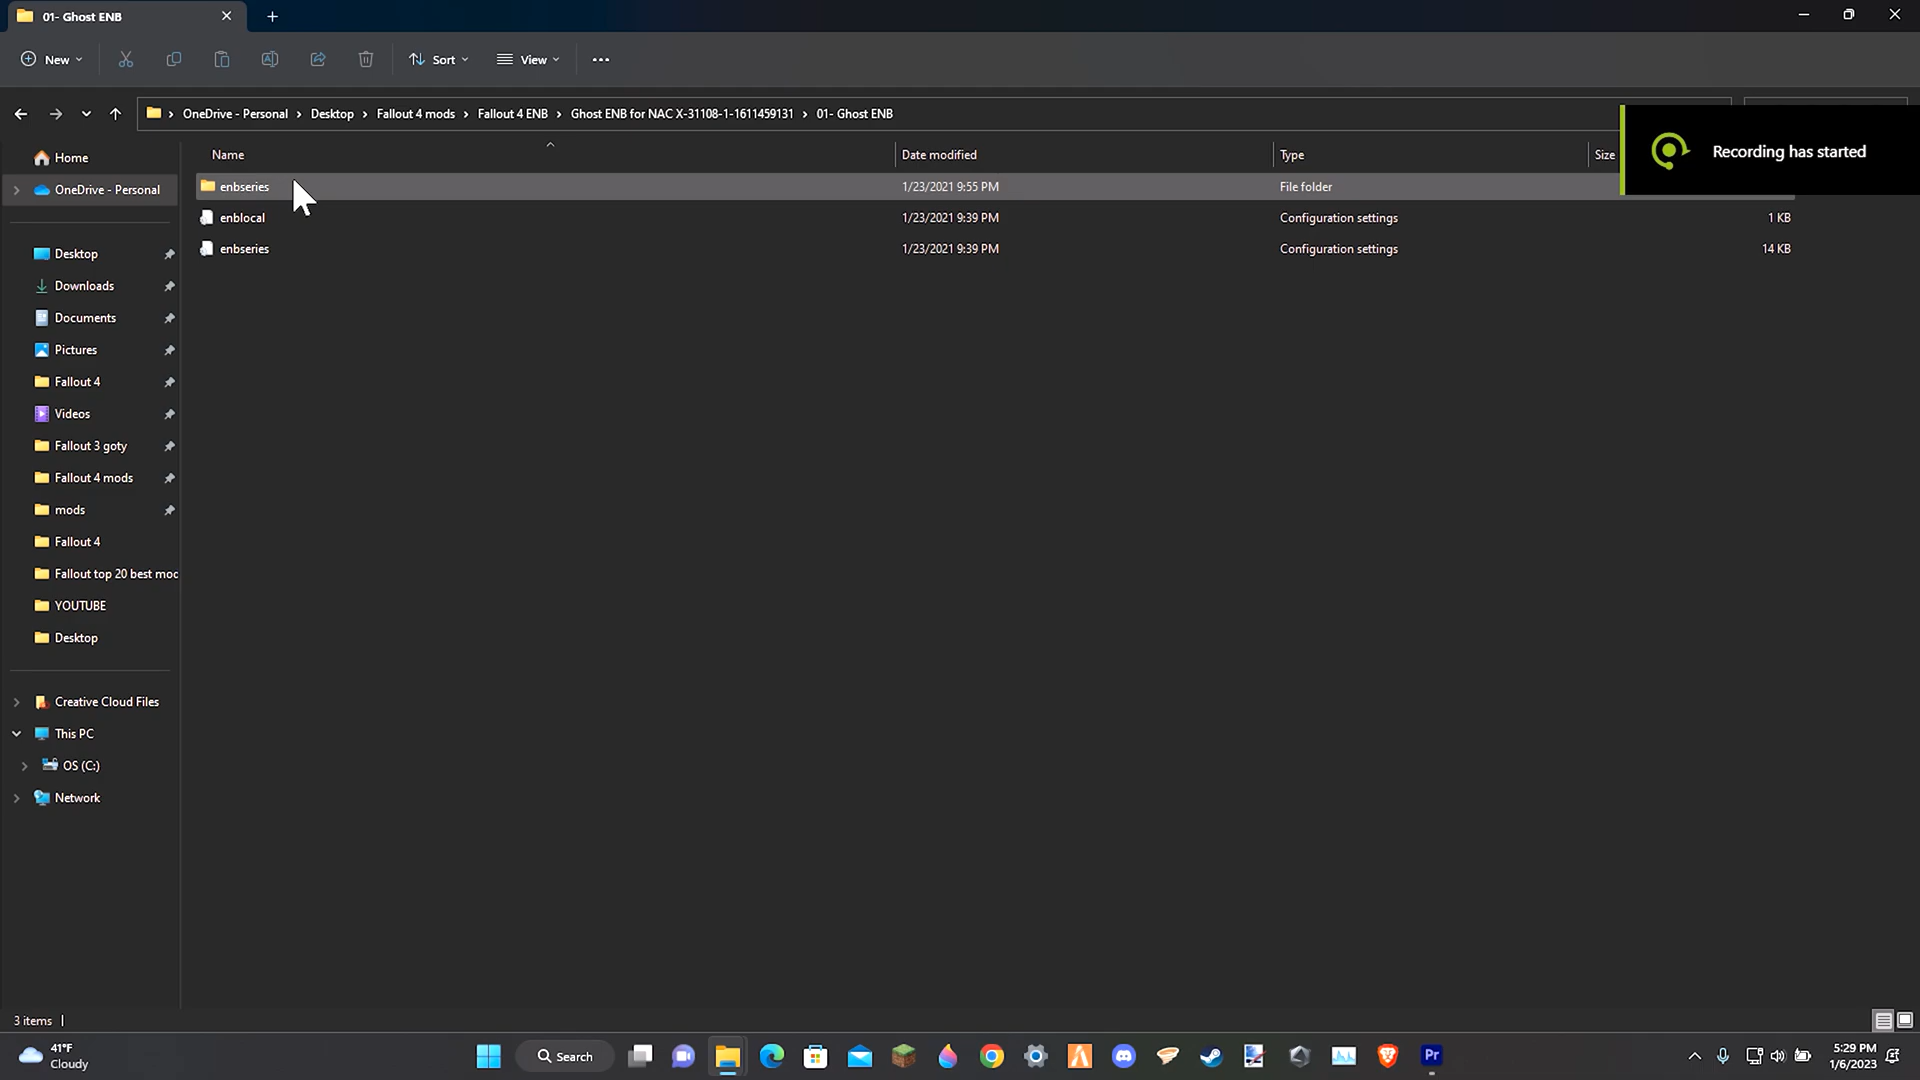 01- Ghost ENB
New
Sort
View
OneDrive - Personal > Desktop > Fallout 4 mods > Fallout 4 ENB > Ghost ENB for NAC X-31108-1-1611459131 > 01- Ghost ENB
Recording has started
Name Date modified Type Size
enbseries 1/23/2021 9:55 PM File folder
enblocal 1/23/2021 9:39 PM Configuration settings 1 KB
enbseries 1/23/2021 9:39 PM Configuration settings 14 KB
Home
OneDrive - Personal
Desktop
Downloads
Documents
Pictures
Fallout 4
Videos
Fallout 3 goty
Fallout 4 mods
mods
Fallout 4
Fallout top 20 best moc
YOUTUBE
Desktop
Creative Cloud Files
This PC
OS (C:)
Network
3 items
41°F
Cloudy
Search
Pr
5:29 PM
1/6/2023